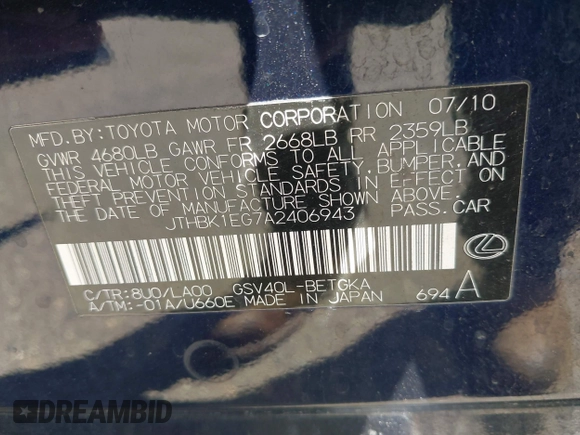 MFD.BY:TOYOTA MOTOR CORPORATION 07/10
GVWR 4680LB GAWR FR 2668LB RR 2359LB
THIS VEHICLE CONFORMS TO ALL APPLICABLE
FEDERAL MOTOR VEHICLE SAFETY,BUMPER,AND
THEFT PREVENTION STANDARDS IN EFFECT ON
THE DATE OF MANUFACTURE SHOWN ABOVE.
JTHBK1EG7A2406943 PASS.CAR
C/TR:8U0/LA00 GSV40L-BETGKA
A/TM:-01A/U660E MADE IN JAPAN 694 A
DREAMBID